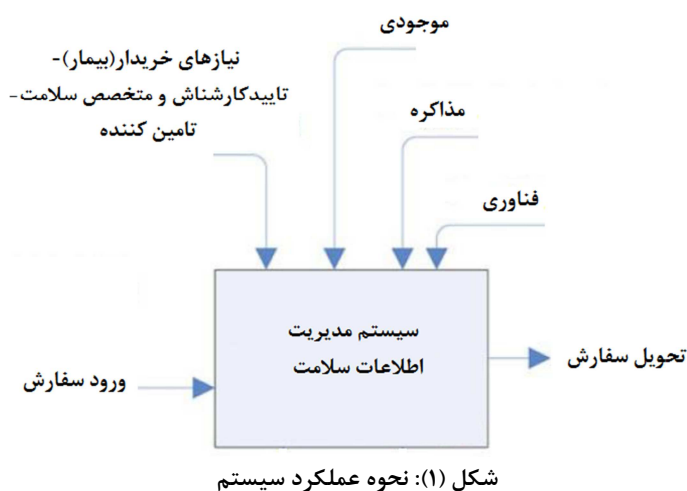 موجودی
نیازهای خریدار(بیمار)-
تاییدکارشناش و متخصص سلامت-
تامین کننده
مذاکره
فناوری
سیستم مدیریت
اطلاعات سلامت
تحویل سفارش
ورود سفارش
شکل (۱): نحوه عملکرد سیستم